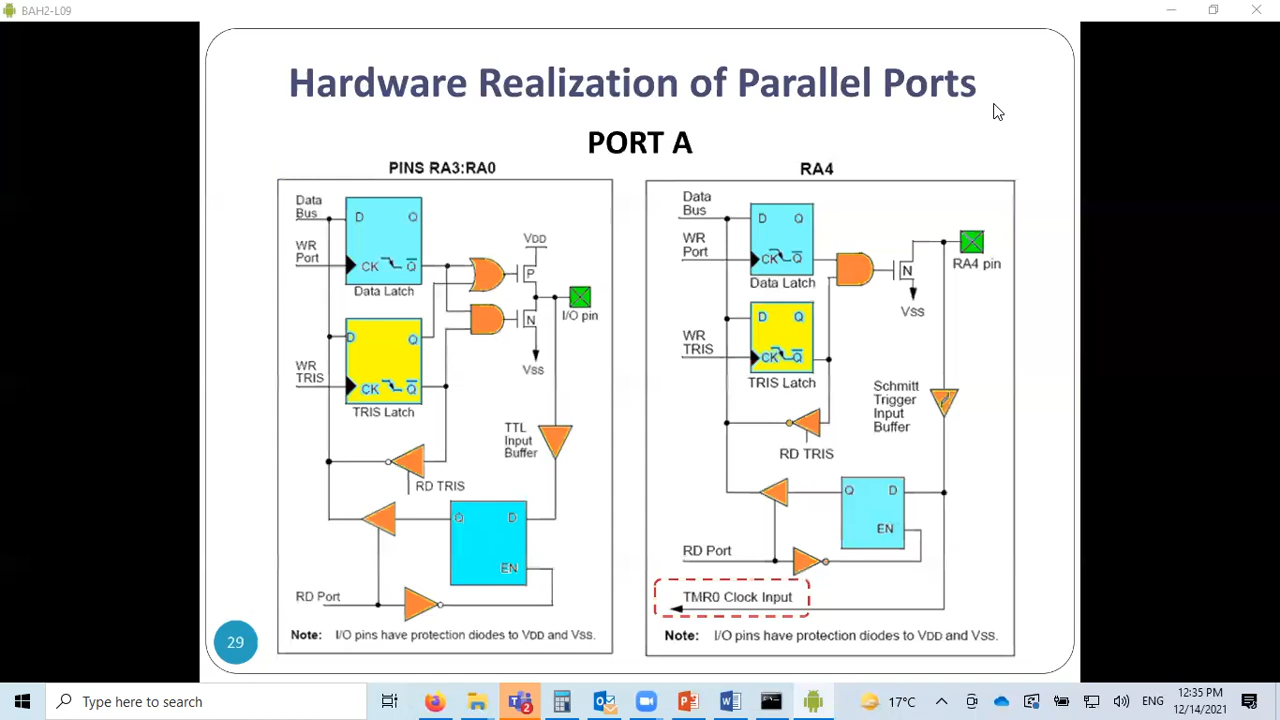 BAH2-L09
Hardware Realization of Parallel Ports
PORT A
PINS RA3:RA0
Data
Bus
D
Q
WR
Port
CK
Q
Data Latch
VDD
P
I/O pin
N
VSS
D
Q
WR
TRIS
CK
Q
TRIS Latch
TTL
Input
Buffer
RD TRIS
Q
D
EN
RD Port
Note: I/O pins have protection diodes to VDD and VSS.
RA4
Data
Bus
D
Q
WR
Port
CK
Q
Data Latch
N
RA4 pin
VSS
D
Q
WR
TRIS
CK
Q
TRIS Latch
Schmitt
Trigger
Input
Buffer
RD TRIS
Q
D
EN
RD Port
TMR0 Clock Input
Note: I/O pins have protection diodes to VDD and VSS.
29
Type here to search
2
17°C
ENG
12:35 PM
12/14/2021